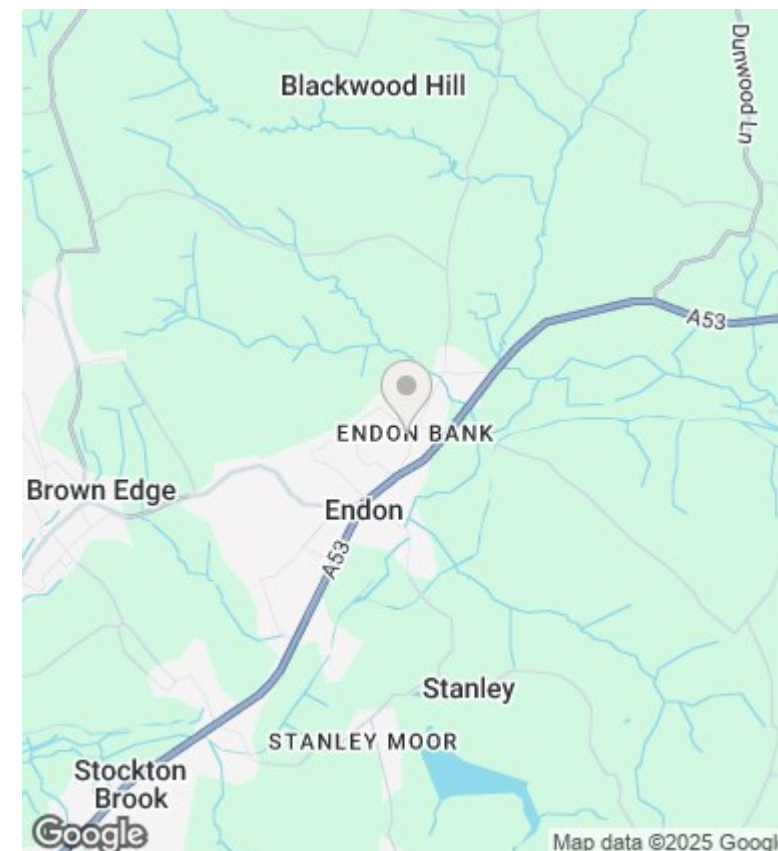 Blackwood Hill
Dunwood Ln
A53
ENDON BANK
Brown Edge
Endon
A53
Stanley
STANLEY MOOR
Stockton
Brook
Google
Map data ©2025 Google